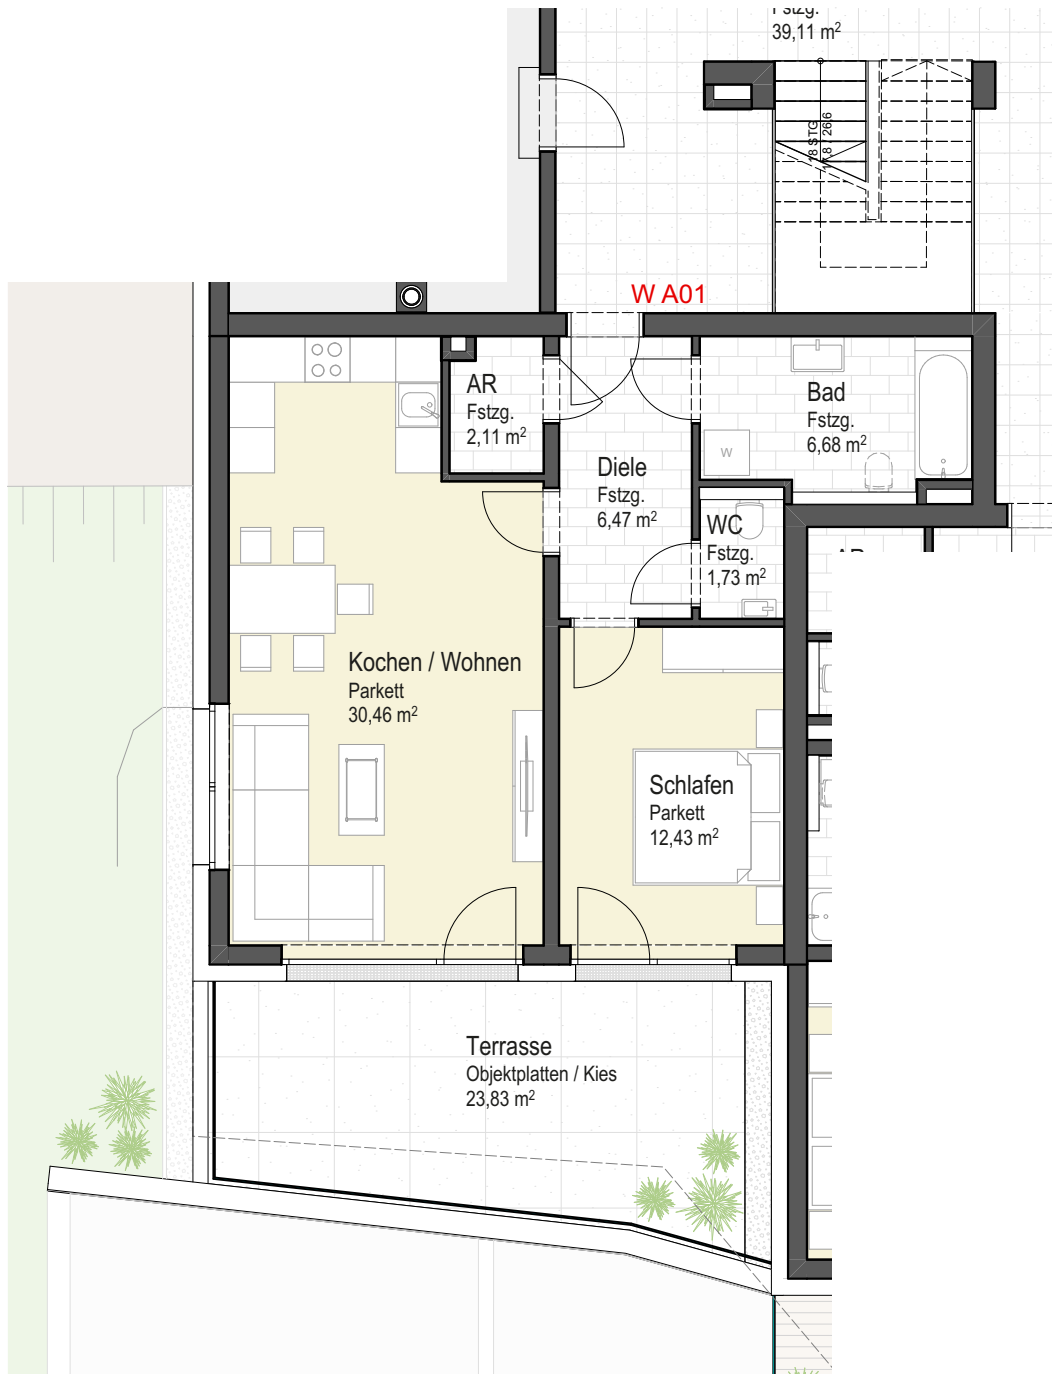 39,11 m²
18 STG
W A01
AR
Fstzg.
2,11 m²
Bad
Fstzg.
6,68 m²
W
Diele
Fstzg.
6,47 m²
WC
Fstzg.
1,73 m²
Kochen / Wohnen
Parkett
30,46 m²
Schlafen
Parkett
12,43 m²
Terrasse
Objektplatten / Kies
23,83 m²